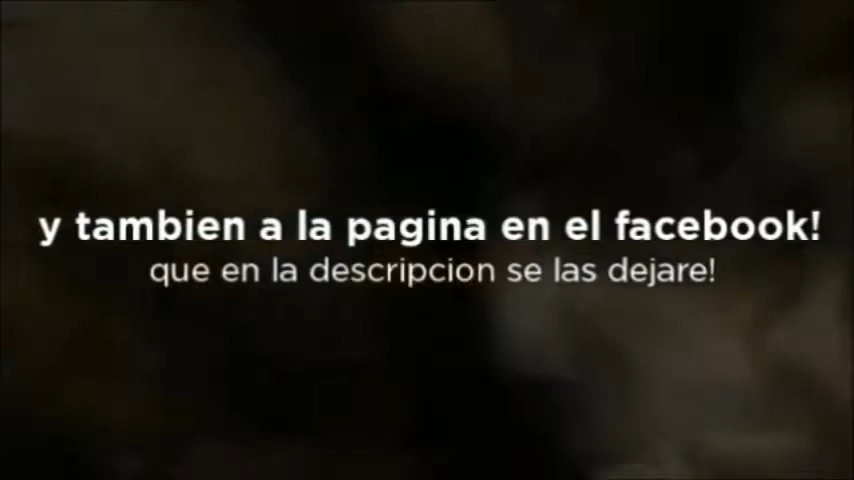 y tambien a la pagina en el facebook!
que en la descripcion se las dejare!